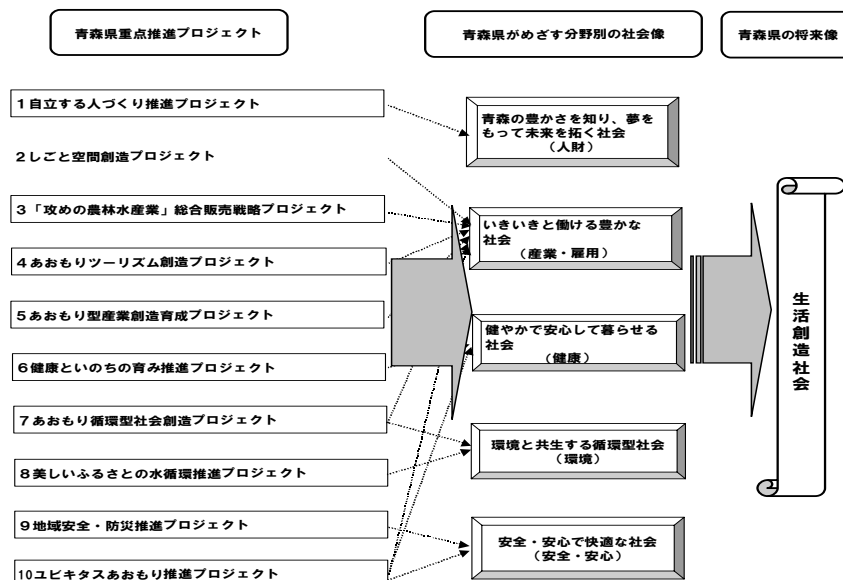 青森県重点推進プロジェクト
青森県がめざす分野別の社会像
青森県の将来像
1自立する人づくり推進プロジェクト
2しごと空間創造プロジェクト
3「攻めの農林水産業」総合販売戦略プロジェクト
4あおもりツーリズム創造プロジェクト
5あおもり型産業創造育成プロジェクト
6健康といのちの育み推進プロジェクト
7あおもり循環型社会創造プロジェクト
8美しいふるさとの水循環推進プロジェクト
9地域安全・防災推進プロジェクト
10ユビキタスあおもり推進プロジェクト
青森の豊かさを知り、夢を
もって未来を拓く社会
（人財）
いきいきと働ける豊かな
社会
（産業・雇用）
健やかで安心して暮らせる
社会
（健康）
環境と共生する循環型社会
（環境）
安全・安心で快適な社会
（安全・安心）
生活創造社会